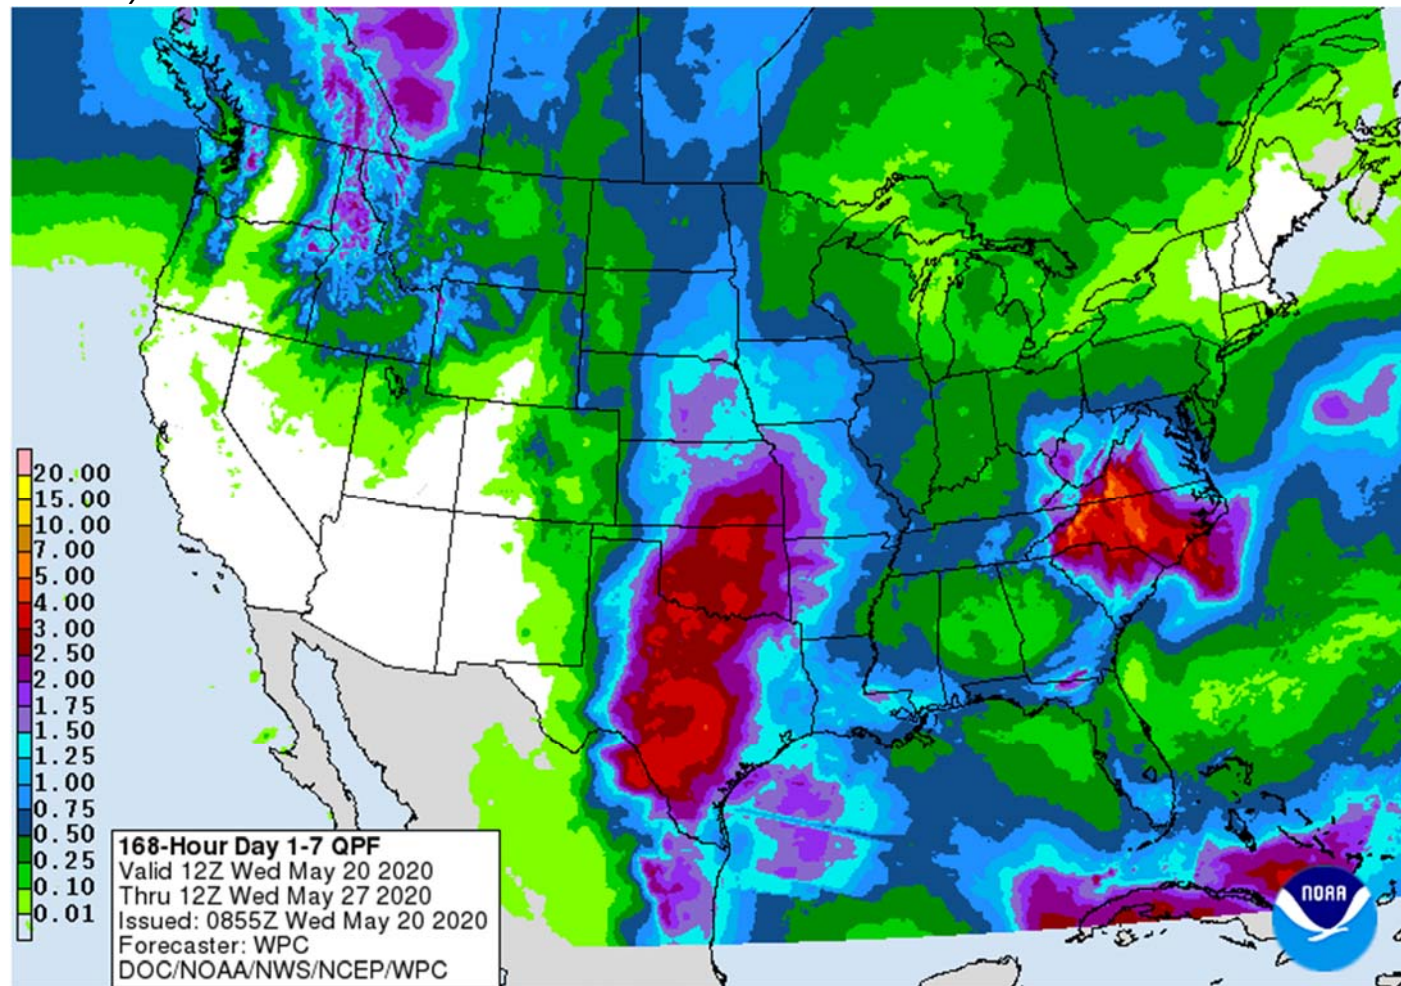 )
20.00
15.00
10.00
7.00
5.00
4.00
3.00
2.50
2.00
1.75
1.50
1.25
1.00
0.75
0.50
0.25
0.10
0.01
168-Hour Day 1-7 QPF
Valid 12Z Wed May 20 2020
Thru 12Z Wed May 27 2020
Issued: 0855Z Wed May 20 2020
Forecaster: WPC
DOC/NOAA/NWS/NCEP/WPC
NOAA